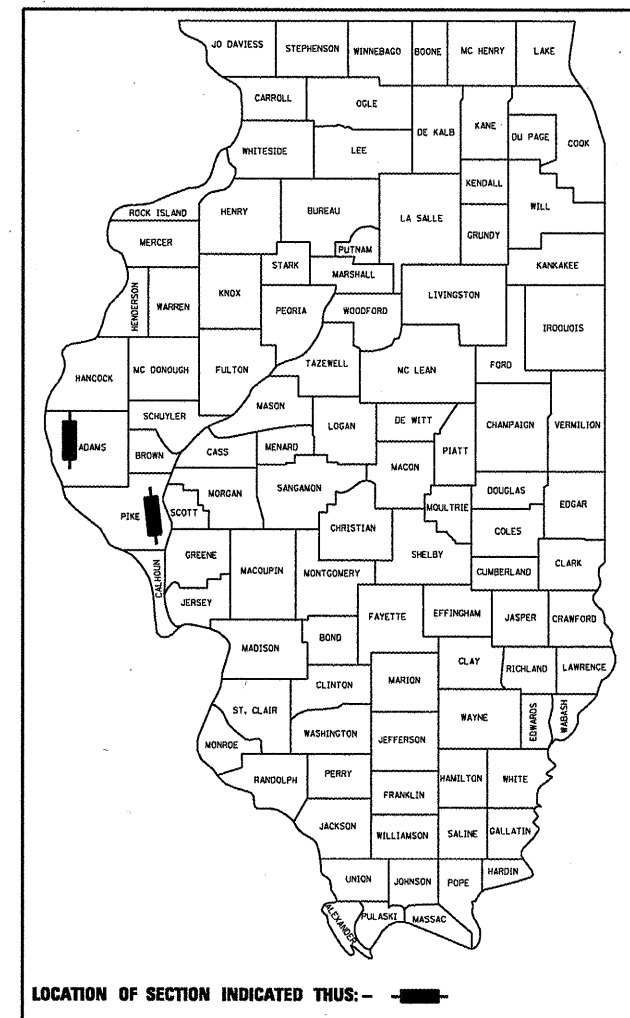 JO DAVIESS STEPHENSON WINNEBAGO BOONE MC HENRY LAKE
CARROLL OGLE DE KALB KANE DU PAGE COOK
WHITESIDE LEE
KENDALL WILL
ROCK ISLAND HENRY BUREAU LA SALLE GRUNDY
MERCER PUTNAM
STARK MARSHALL KANKAKEE
HENDERSON WARREN KNOX PEORIA WOODFORD LIVINGSTON IROQUOIS
HANCOCK MC DONOUGH FULTON TAZEWELL MC LEAN FORD
SCHUYLER MASON LOGAN DE WITT CHAMPAIGN VERMILION
ADAMS BROWN CASS MENARD MACON PIATT
PIKE SCOTT MORGAN SANGAMON CHRISTIAN MOULTRIE DOUGLAS EDGAR
COLES
CALHOUN GREENE MACOUPIN MONTGOMERY SHELBY CUMBERLAND CLARK
JERSEY FAYETTE EFFINGHAM JASPER CRAWFORD
MADISON BOND CLAY RICHLAND LAWRENCE
CLINTON MARION
ST. CLAIR WAYNE EDWARDS WABASH
MONROE WASHINGTON JEFFERSON
RANDOLPH PERRY HAMILTON WHITE
FRANKLIN
JACKSON WILLIAMSON SALINE GALLATIN
UNION JOHNSON POPE HARDIN
ALEXANDER PULASKI MASSAC
LOCATION OF SECTION INDICATED THUS: -